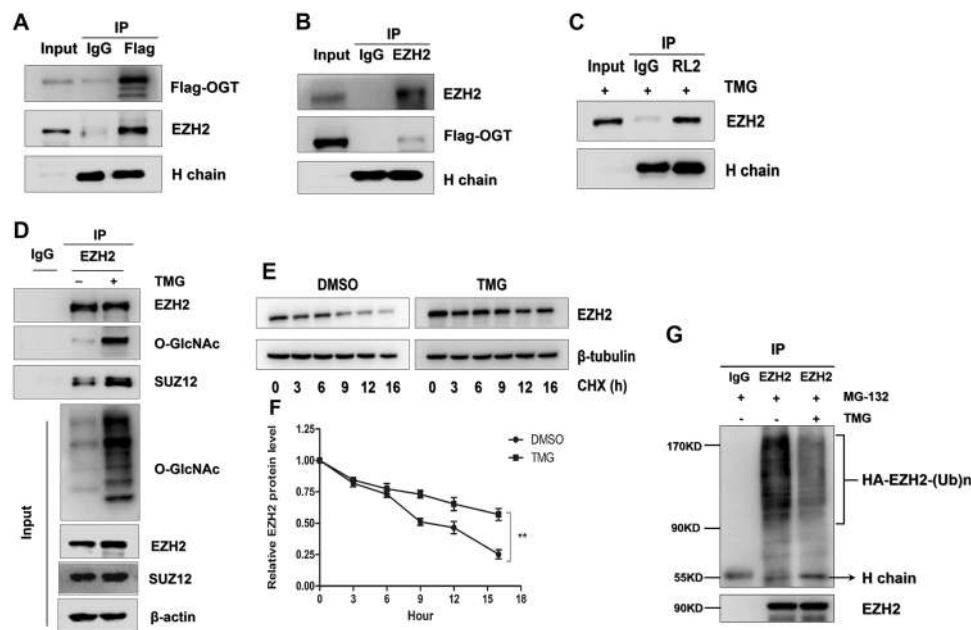 A
IP
Input IgG Flag
Flag-OGT
EZH2
H chain
B
IP
Input IgG EZH2
EZH2
Flag-OGT
H chain
C
IP
Input IgG RL2
+ + + TMG
EZH2
H chain
D
IP
IgG EZH2
– + TMG
EZH2
O-GlcNAc
SUZ12
O-GlcNAc
EZH2
SUZ12
β-actin
Input
E
DMSO TMG
EZH2
β-tubulin
0 3 6 9 12 16 0 3 6 9 12 16 CHX (h)
F
Relative EZH2 protein level
1.25
1.00
0.75
0.50
0.25
0.00
DMSO
TMG
**
0 3 6 9 12 15 18
Hour
G
IP
IgG EZH2 EZH2
+ + + MG-132
- - + TMG
170KD
HA-EZH2-(Ub)n
90KD
55KD
H chain
90KD
EZH2